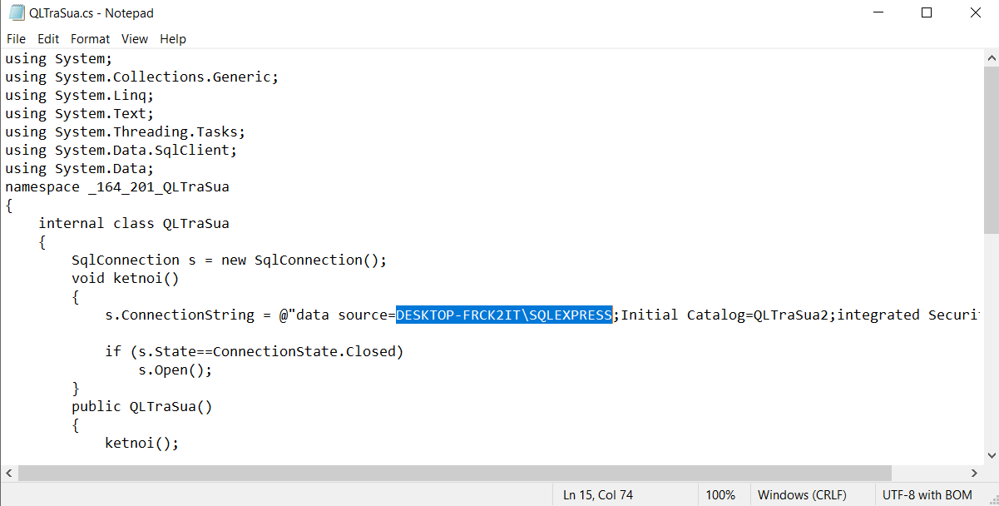 QLTraSua.cs - Notepad
File Edit Format View Help
using System;
using System.Collections.Generic;
using System.Linq;
using System.Text;
using System.Threading.Tasks;
using System.Data.SqlClient;
using System.Data;
namespace _164_201_QLTraSua
{
    internal class QLTraSua
    {
        SqlConnection s = new SqlConnection();
        void ketnoi()
        {
            s.ConnectionString = @"data source=DESKTOP-FRCK2IT\SQLEXPRESS;Initial Catalog=QLTraSua2;integrated Securi
            if (s.State==ConnectionState.Closed)
                s.Open();
        }
        public QLTraSua()
        {
            ketnoi();
Ln 15, Col 74 100% Windows (CRLF) UTF-8 with BOM